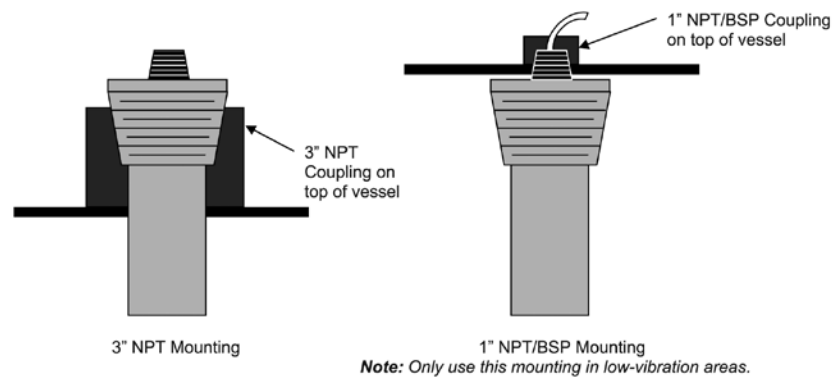 1” NPT/BSP Coupling
on top of vessel
3” NPT
Coupling on
top of vessel
3” NPT Mounting
1” NPT/BSP Mounting
Note: Only use this mounting in low-vibration areas.